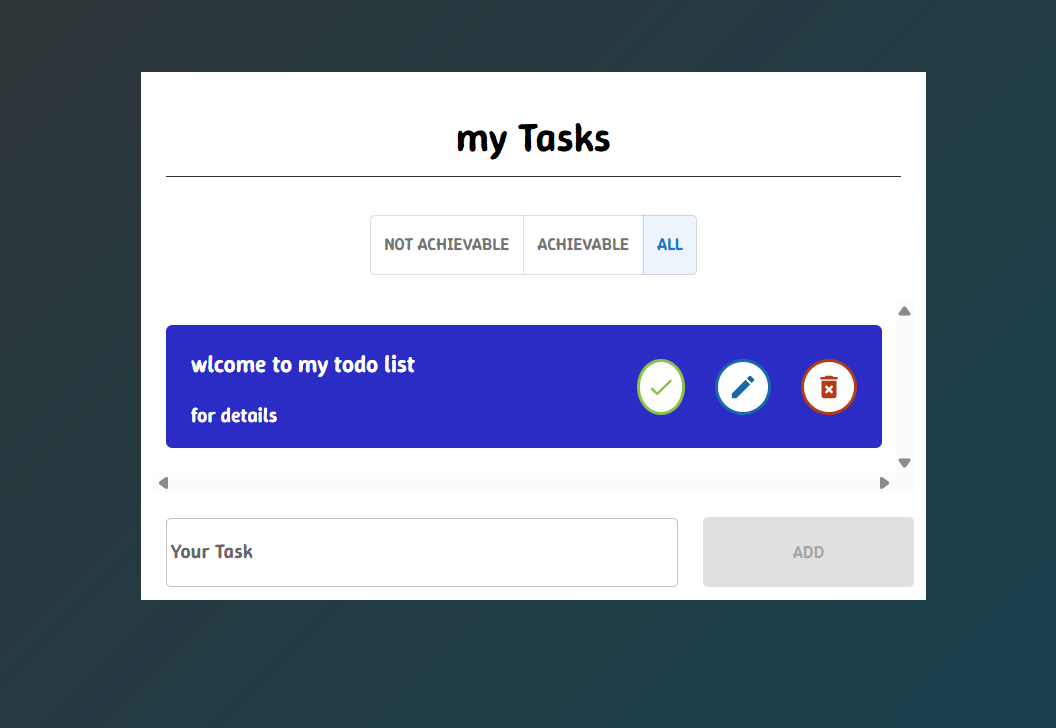 my Tasks
NOT ACHIEVABLE
ACHIEVABLE
ALL
wlcome to my todo list
for details
Your Task
ADD